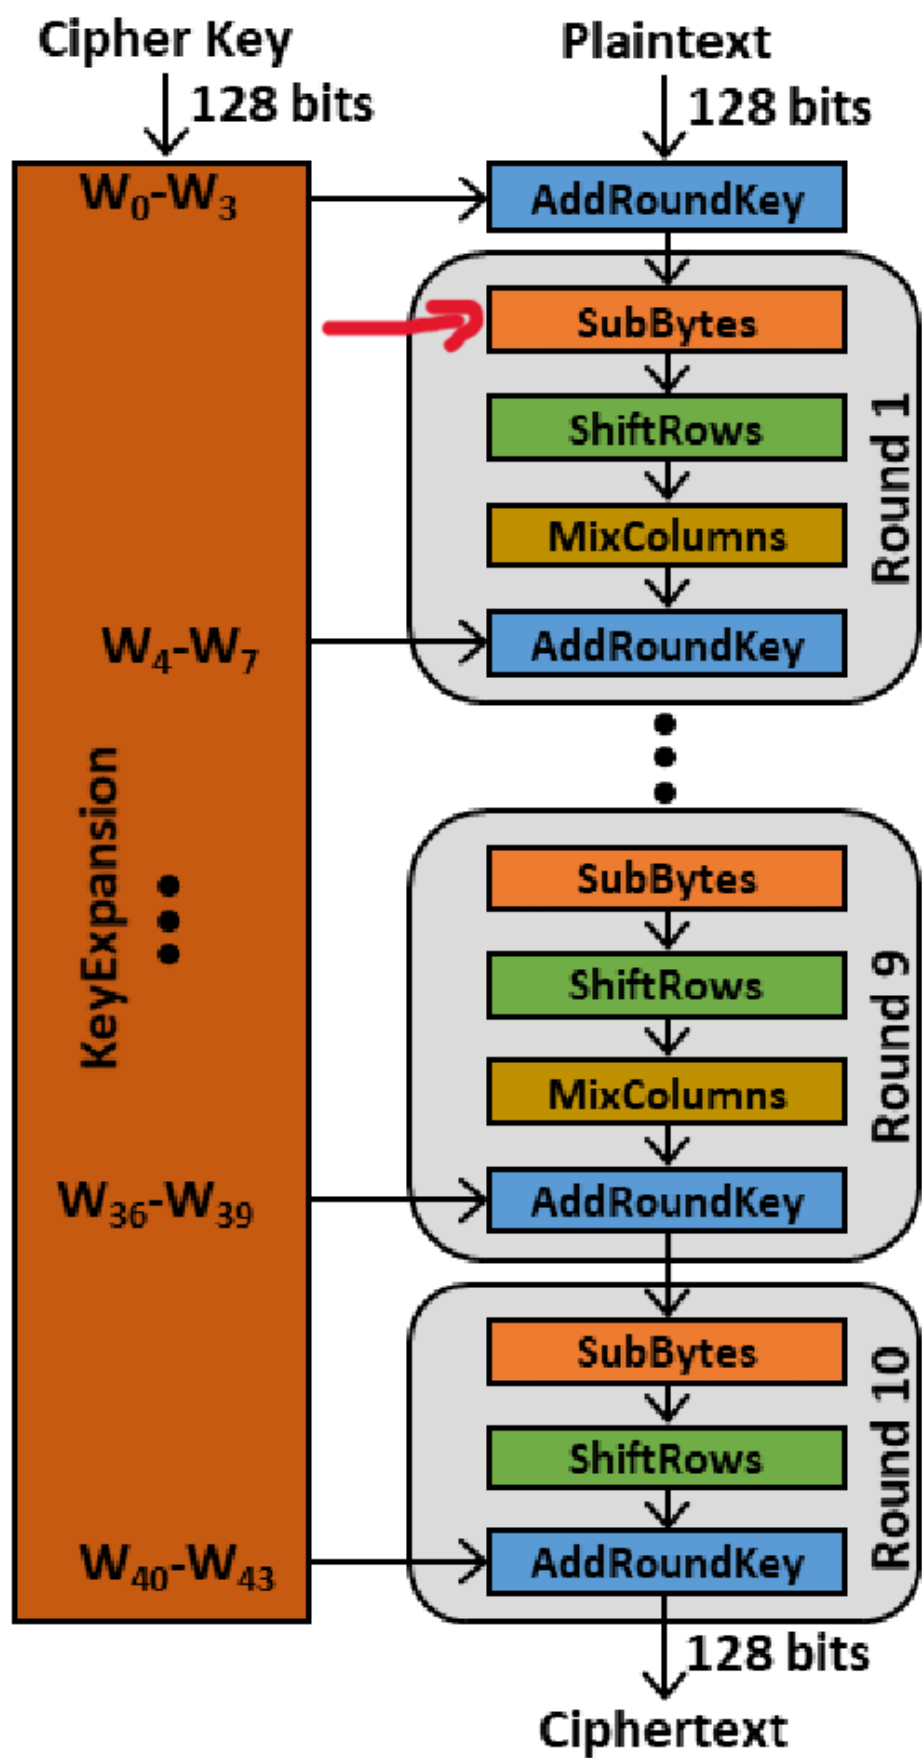 Cipher Key
128 bits
Plaintext
128 bits
W0-W3
AddRoundKey
SubBytes
ShiftRows
MixColumns
W4-W7
AddRoundKey
Round 1
KeyExpansion
SubBytes
ShiftRows
MixColumns
W36-W39
AddRoundKey
Round 9
SubBytes
ShiftRows
W40-W43
AddRoundKey
Round 10
128 bits
Ciphertext